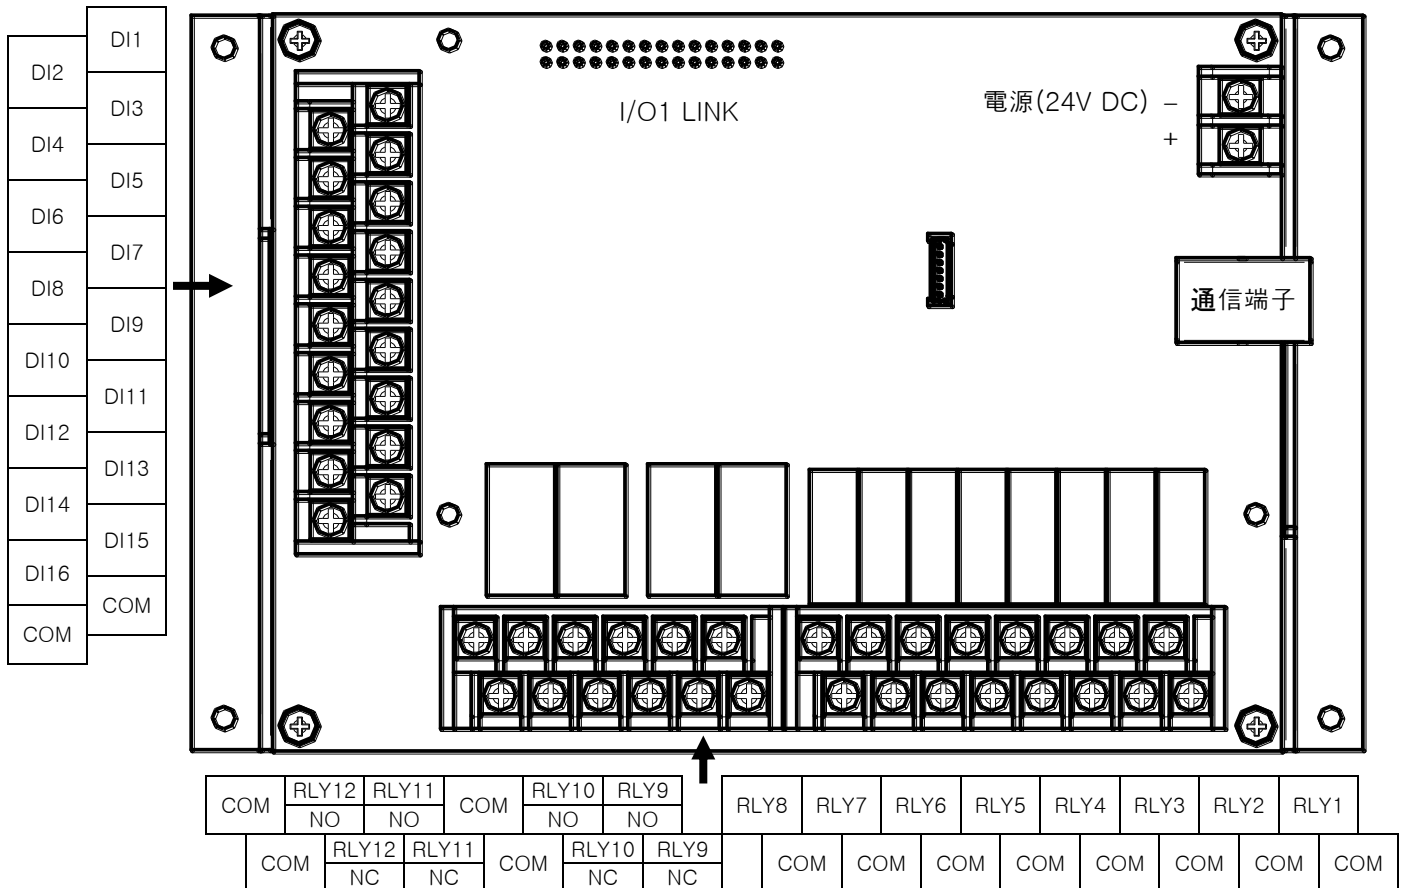 DI1
DI2
DI3
DI4
DI5
DI6
DI7
DI8
DI9
DI10
DI11
DI12
DI13
DI14
DI15
DI16
COM
COM
I/O1 LINK
電源(24V DC) −
+
通信端子
COM RLY12 RLY11 COM RLY10 RLY9 RLY8 RLY7 RLY6 RLY5 RLY4 RLY3 RLY2 RLY1
NO NO NO NO
COM RLY12 RLY11 COM RLY10 RLY9 COM COM COM COM COM COM COM COM
NC NC NC NC